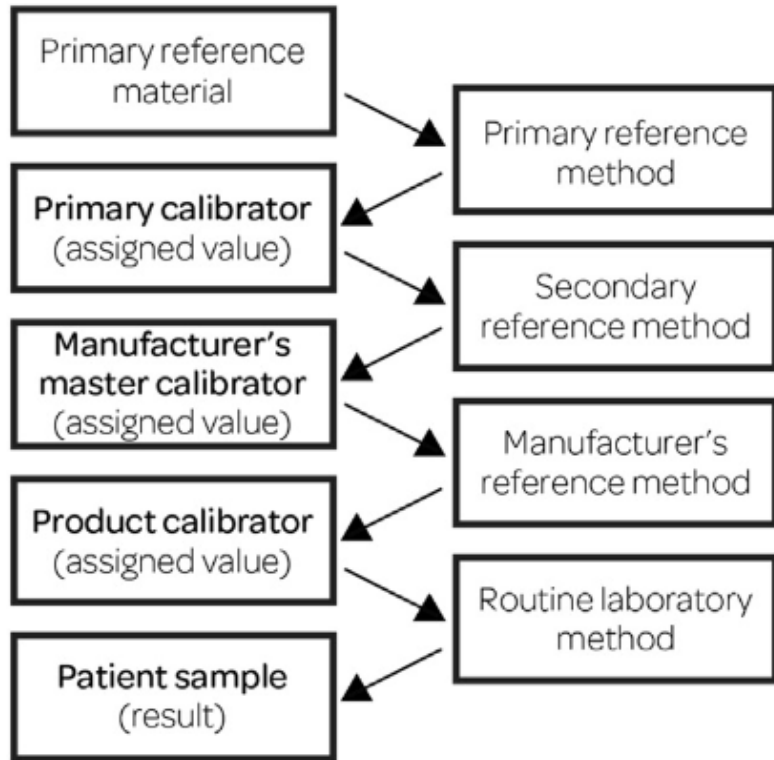 Primary reference
material
Primary reference
method
Primary calibrator
(assigned value)
Secondary
reference method
Manufacturer’s
master calibrator
(assigned value)
Manufacturer’s
reference method
Product calibrator
(assigned value)
Routine laboratory
method
Patient sample
(result)